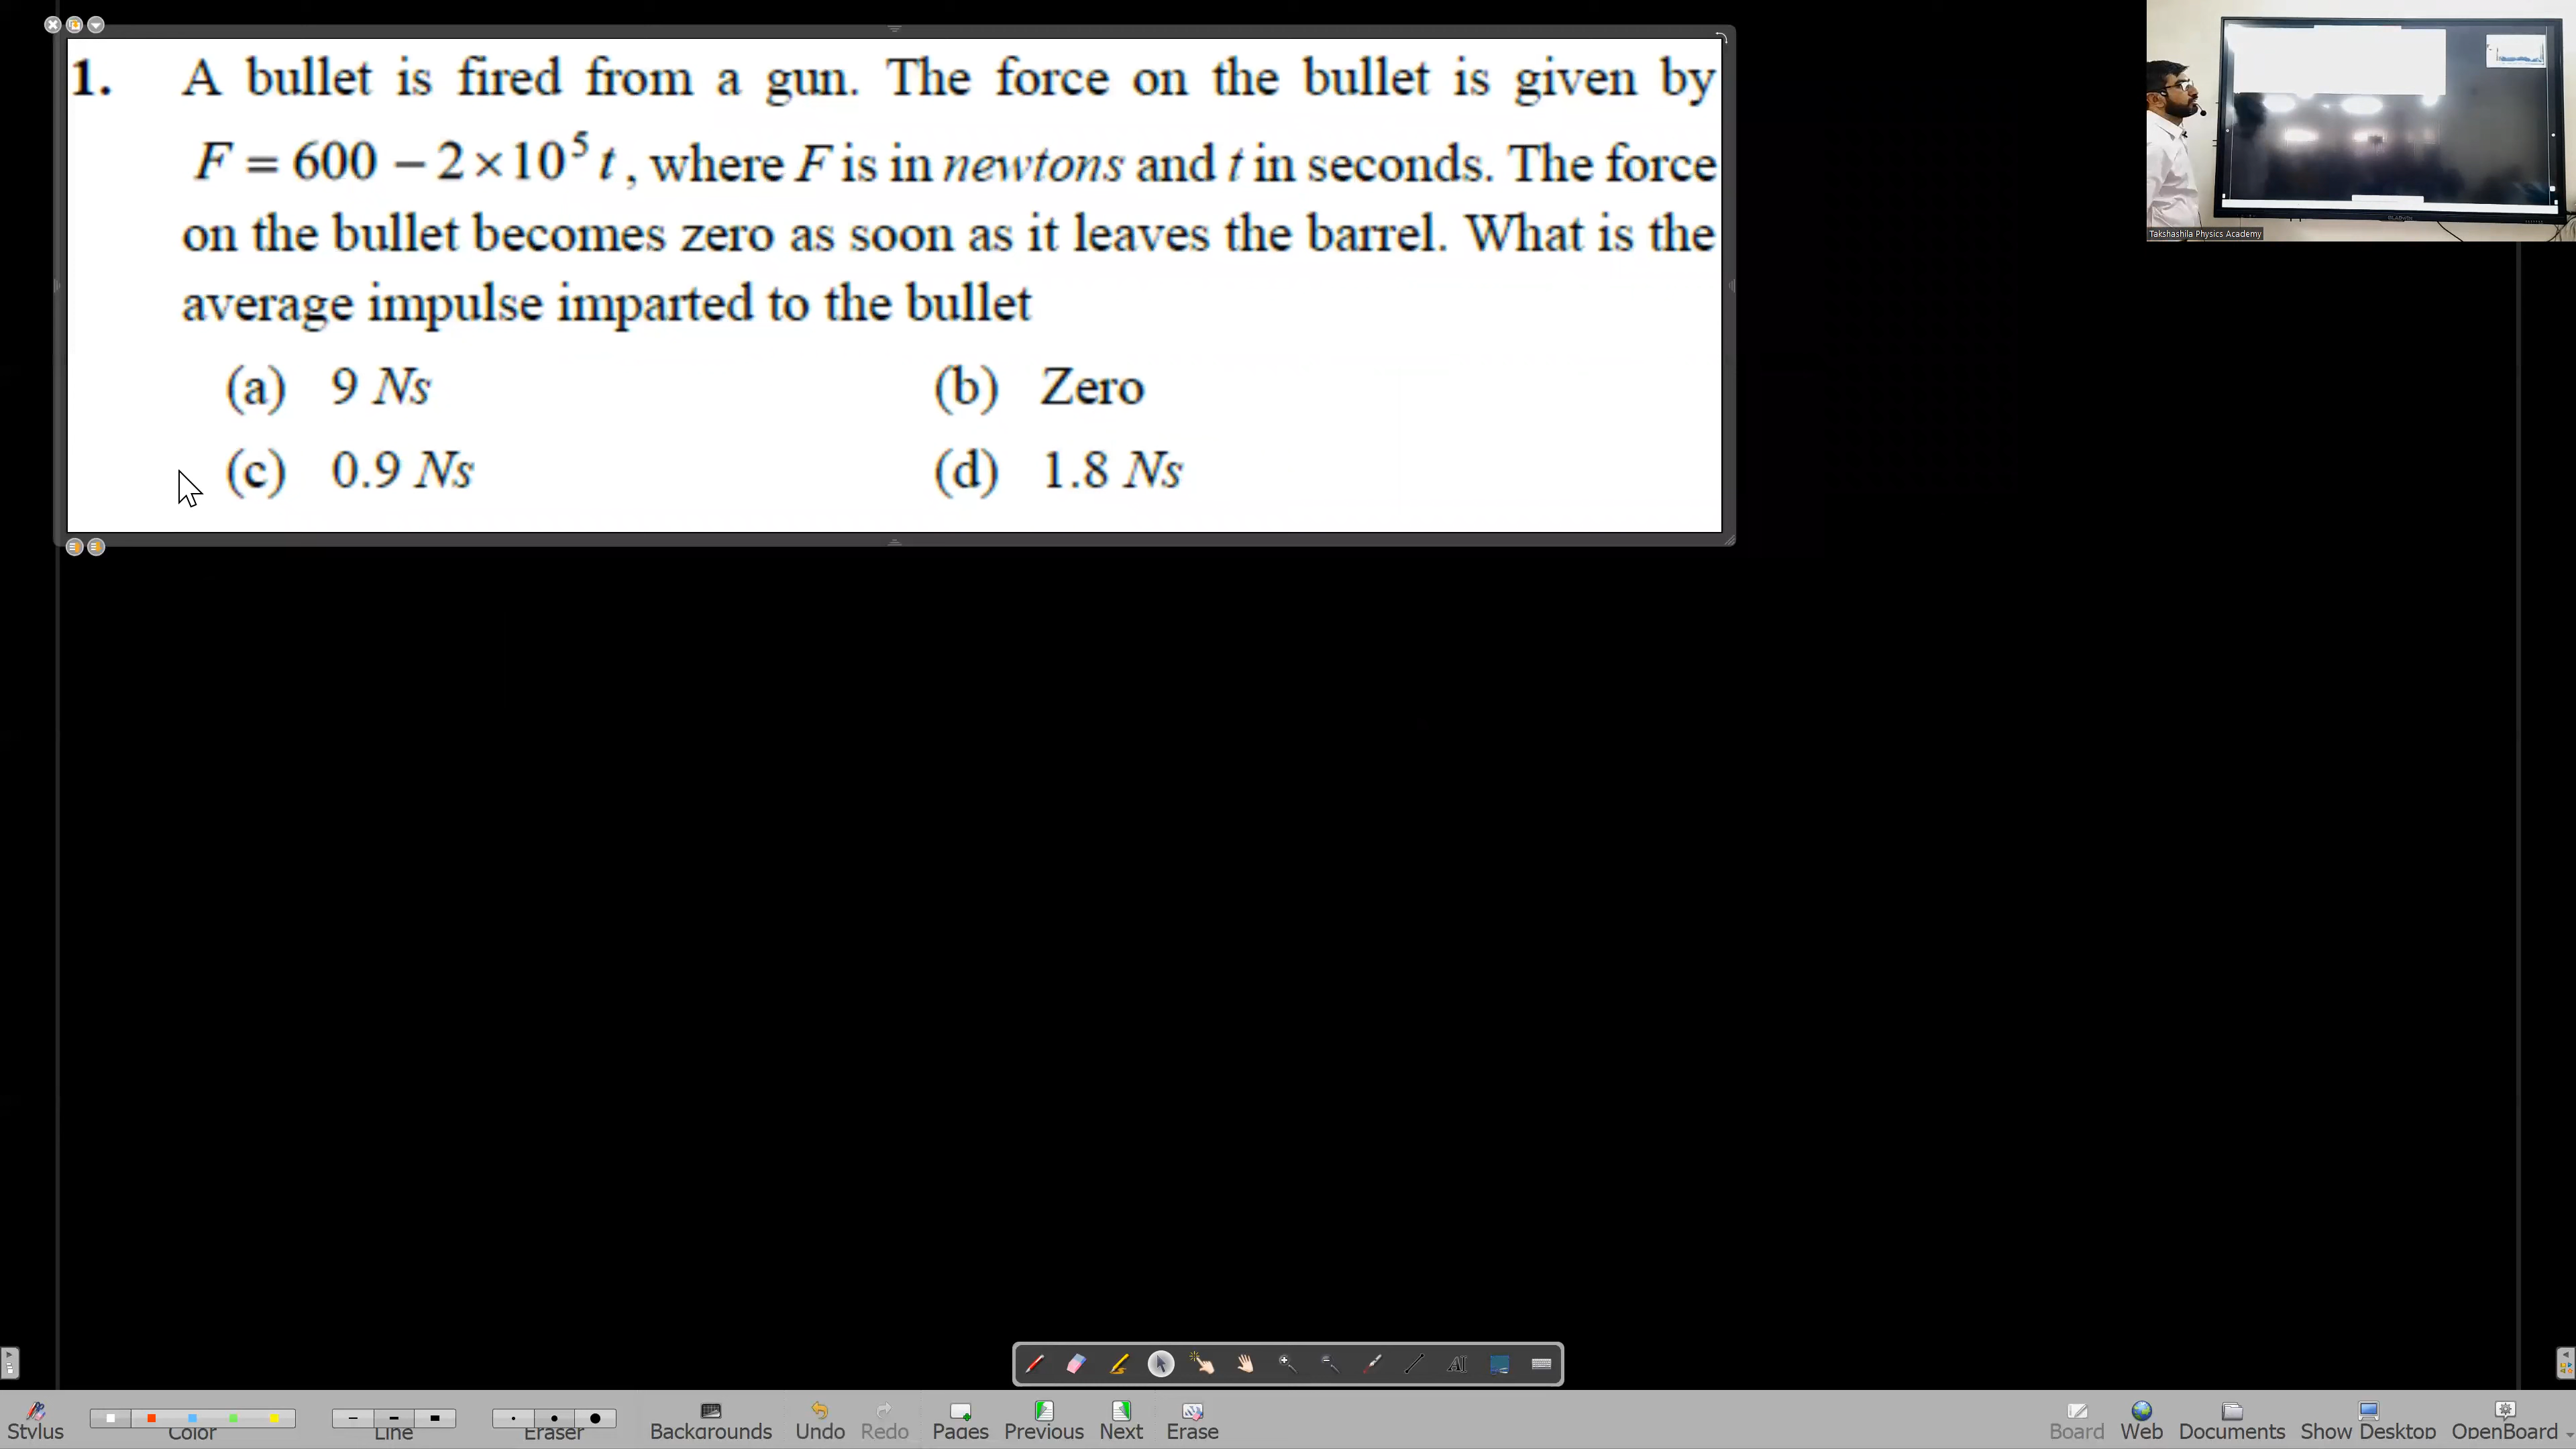 1. A bullet is fired from a gun. The force on the bullet is given by
F = 600 − 2×10⁵ t, where F is in newtons and t in seconds. The force
on the bullet becomes zero as soon as it leaves the barrel. What is the
average impulse imparted to the bullet
(a) 9 Ns (b) Zero
(c) 0.9 Ns (d) 1.8 Ns
Takshashila Physics Academy
Stylus Color Line Eraser Backgrounds Undo Redo Pages Previous Next Erase Board Web Documents Show Desktop OpenBoard